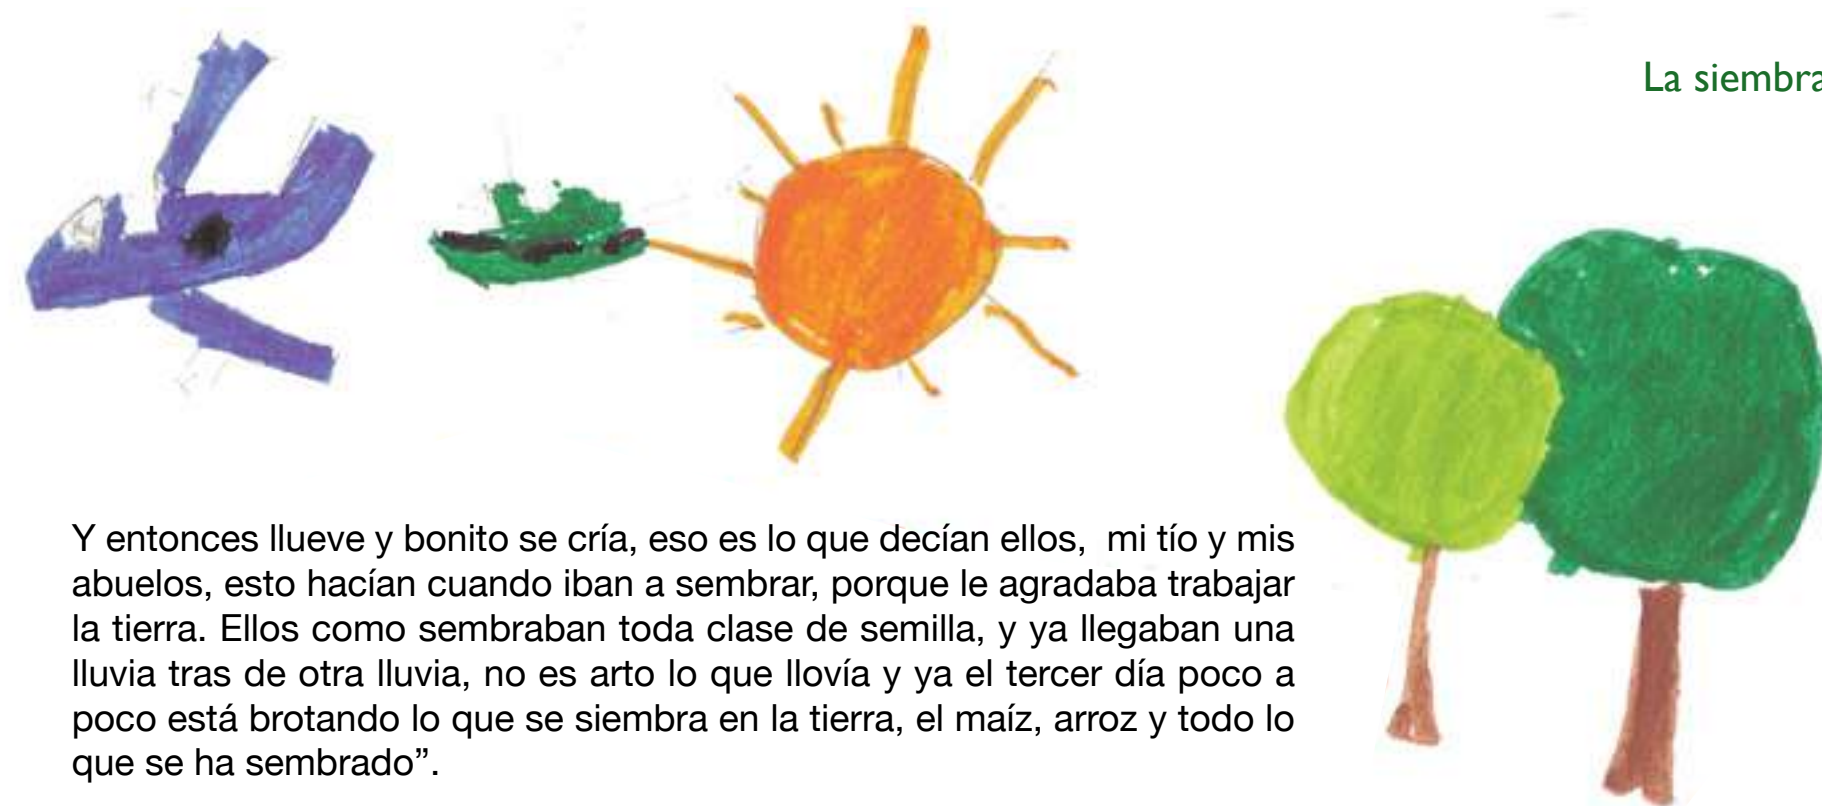 La siembra
Y entonces llueve y bonito se cría, eso es lo que decían ellos,  mi tío y mis
abuelos, esto hacían cuando iban a sembrar, porque le agradaba trabajar
la tierra. Ellos como sembraban toda clase de semilla, y ya llegaban una
lluvia tras de otra lluvia, no es arto lo que llovía y ya el tercer día poco a
poco está brotando lo que se siembra en la tierra, el maíz, arroz y todo lo
que se ha sembrado”.